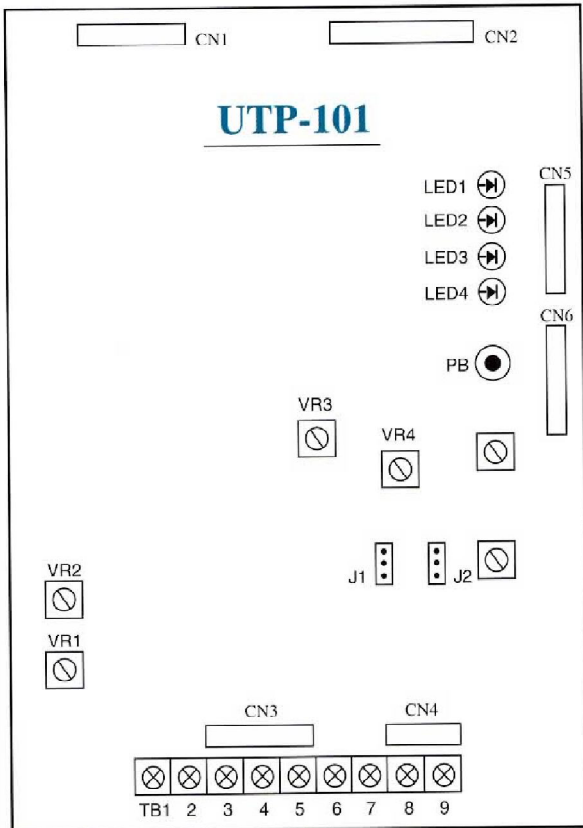 CN1 CN2
UTP-101
CN5
LED1
LED2
LED3
LED4
CN6
PB
VR3
VR4
VR2
J1 J2
VR1
CN3 CN4
TB1 2 3 4 5 6 7 8 9